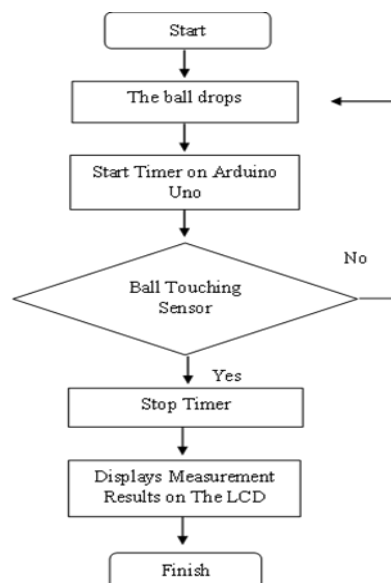 Start
The ball drops
Start Timer on Arduino
Uno
No
Ball Touching
Sensor
Yes
Stop Timer
Displays Measurement
Results on The LCD
Finish